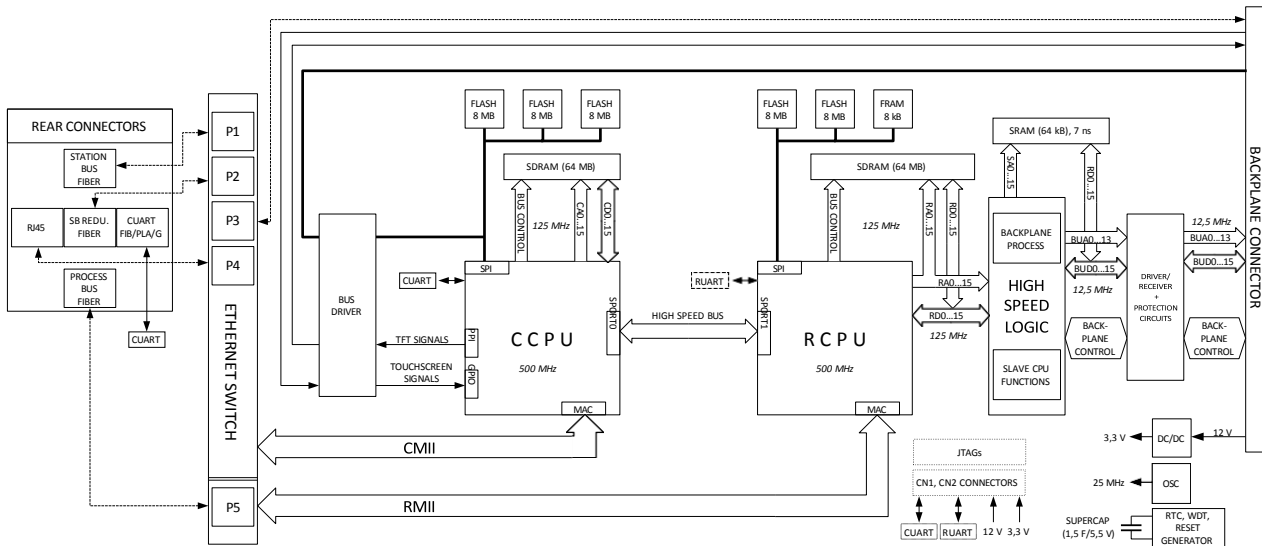 REAR CONNECTORS
STATION
BUS
FIBER
RJ45
SB REDU.
FIBER
CUART
FIB/PLA/G
PROCESS
BUS
FIBER
CUART
P1
P2
P3
P4
ETHERNET SWITCH
P5
BUS
DRIVER
FLASH
8 MB
FLASH
8 MB
FLASH
8 MB
SDRAM (64 MB)
BUS CONTROL
125 MHz
CA0...15
CD0...15
SPI
CUART
CCPU
500 MHz
SPORT0
PPI
GPIO
MAC
TFT SIGNALS
TOUCHSCREEN
SIGNALS
HIGH SPEED BUS
CMII
RMII
FLASH
8 MB
FLASH
8 MB
FRAM
8 kB
SDRAM (64 MB)
BUS CONTROL
125 MHz
RA0...15
RD0...15
SPI
RUART
SPORT1
RCPU
500 MHz
MAC
RA0...15
RD0...15
125 MHz
SRAM (64 kB), 7 ns
SA0...15
RD0...15
BACKPLANE
PROCESS
HIGH
SPEED
LOGIC
SLAVE CPU
FUNCTIONS
BUA0...13
BUD0...15
12,5 MHz
BACK-
PLANE
CONTROL
DRIVER/
RECEIVER
+
PROTECTION
CIRCUITS
12,5 MHz
BUA0...13
BUD0...15
BACK-
PLANE
CONTROL
BACKPLANE CONNECTOR
JTAGs
CN1, CN2 CONNECTORS
CUART
RUART
12 V
3,3 V
3,3 V
DC/DC
12 V
25 MHz
OSC
SUPERCAP
(1,5 F/5,5 V)
RTC, WDT,
RESET
GENERATOR